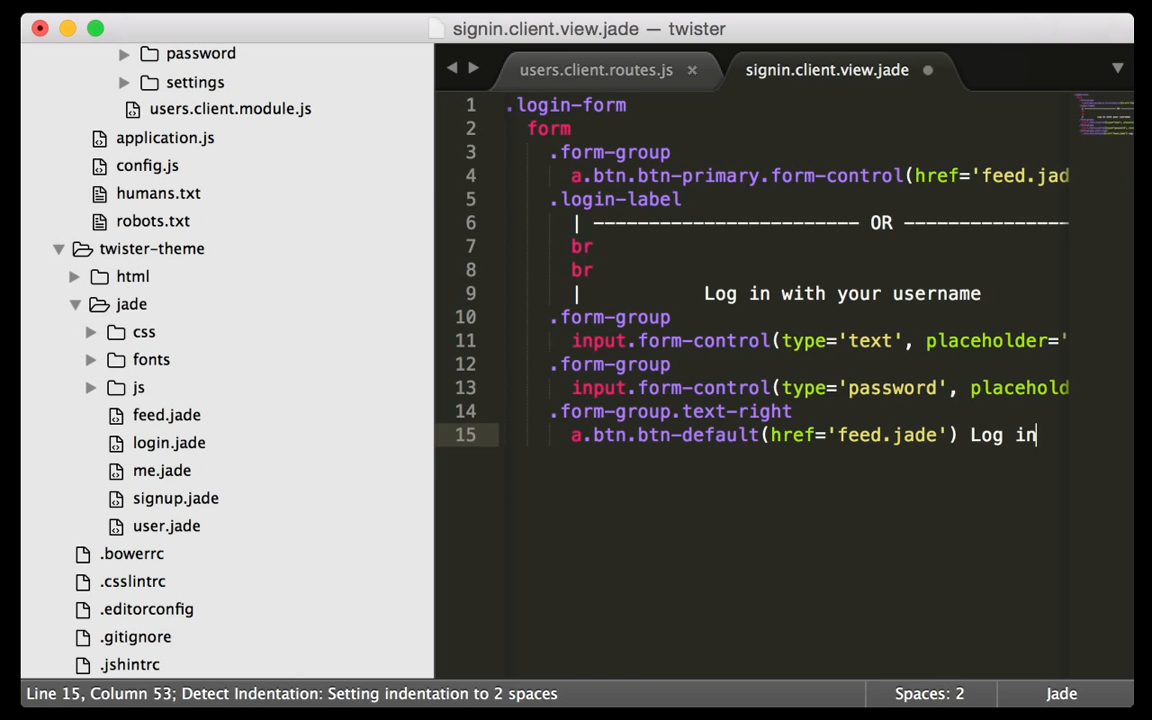 signin.client.view.jade — twister
password
settings
users.client.module.js
application.js
config.js
humans.txt
robots.txt
twister-theme
html
jade
css
fonts
js
feed.jade
login.jade
me.jade
signup.jade
user.jade
.bowerrc
.csslintrc
.editorconfig
.gitignore
.jshintrc
users.client.routes.js ×
signin.client.view.jade
1 .login-form
2 form
3 .form-group
4 a.btn.btn-primary.form-control(href='feed.jad
5 .login-label
6 | ------------------------ OR ---------------
7 br
8 br
9 | Log in with your username
10 .form-group
11 input.form-control(type='text', placeholder='
12 .form-group
13 input.form-control(type='password', placehold
14 .form-group.text-right
15 a.btn.btn-default(href='feed.jade') Log in
Line 15, Column 53; Detect Indentation: Setting indentation to 2 spaces
Spaces: 2
Jade